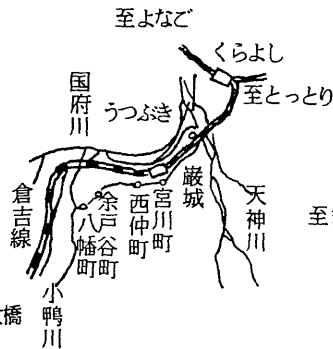 至よなご
くらよし
至とっとり
うつぶき
国府川
倉吉線
巌城
天神川
宮川町
西仲町
余戸谷町
八幡町
小鴨川
橋
至